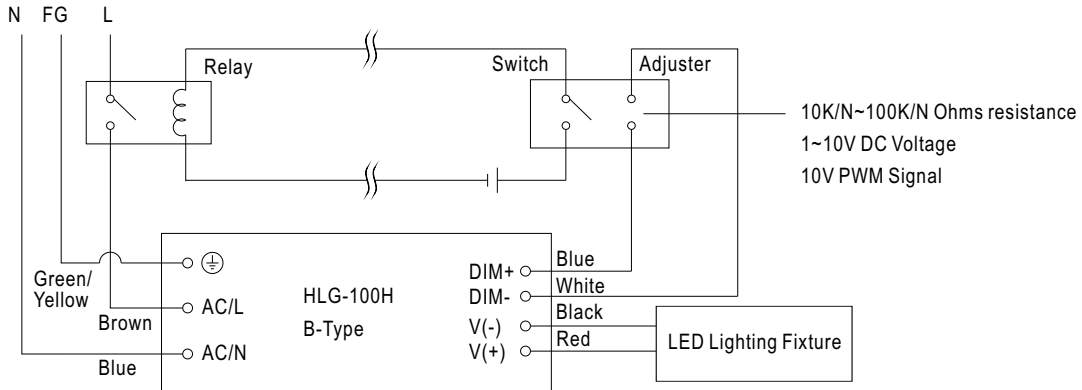 N FG L
Relay
Switch
Adjuster
10K/N~100K/N Ohms resistance
1~10V DC Voltage
10V PWM Signal
Green/
Yellow
Brown
Blue
AC/L
AC/N
HLG-100H
B-Type
DIM+
DIM-
V(-)
V(+)
Blue
White
Black
Red
LED Lighting Fixture